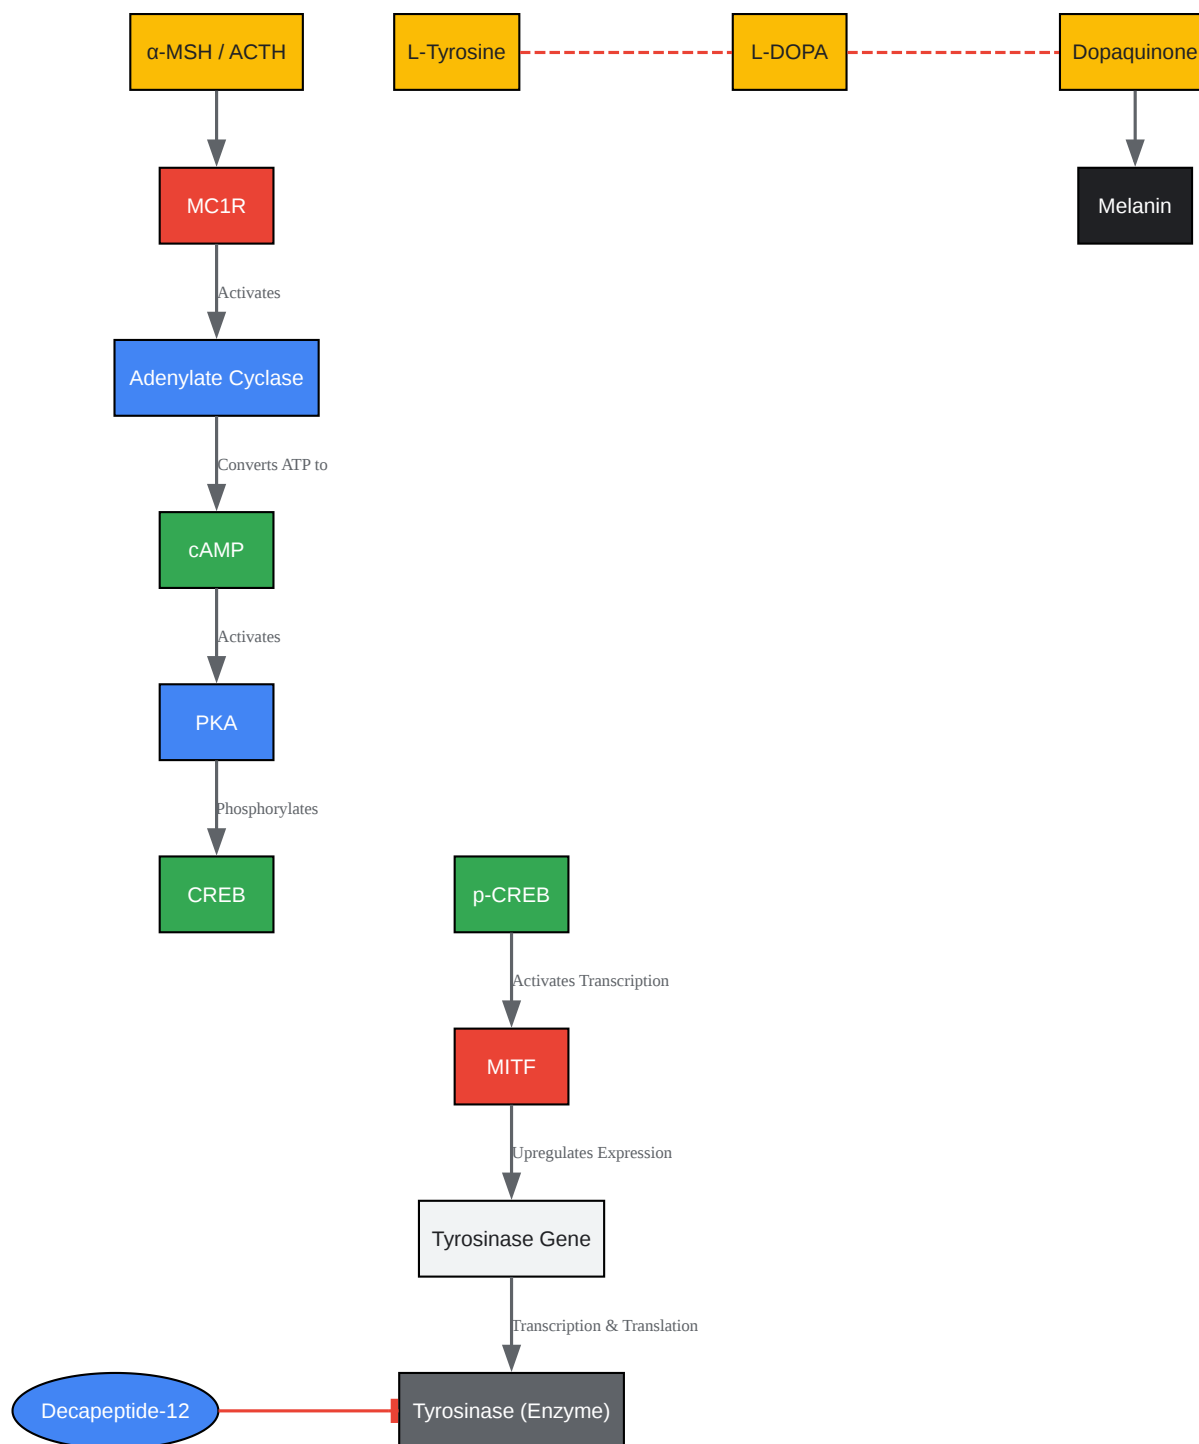 α-MSH / ACTH
L-Tyrosine
L-DOPA
Dopaquinone
MC1R
Melanin
Activates
Adenylate Cyclase
Converts ATP to
cAMP
Activates
PKA
Phosphorylates
CREB
p-CREB
Activates Transcription
MITF
Upregulates Expression
Tyrosinase Gene
Transcription & Translation
Decapeptide-12
Tyrosinase (Enzyme)